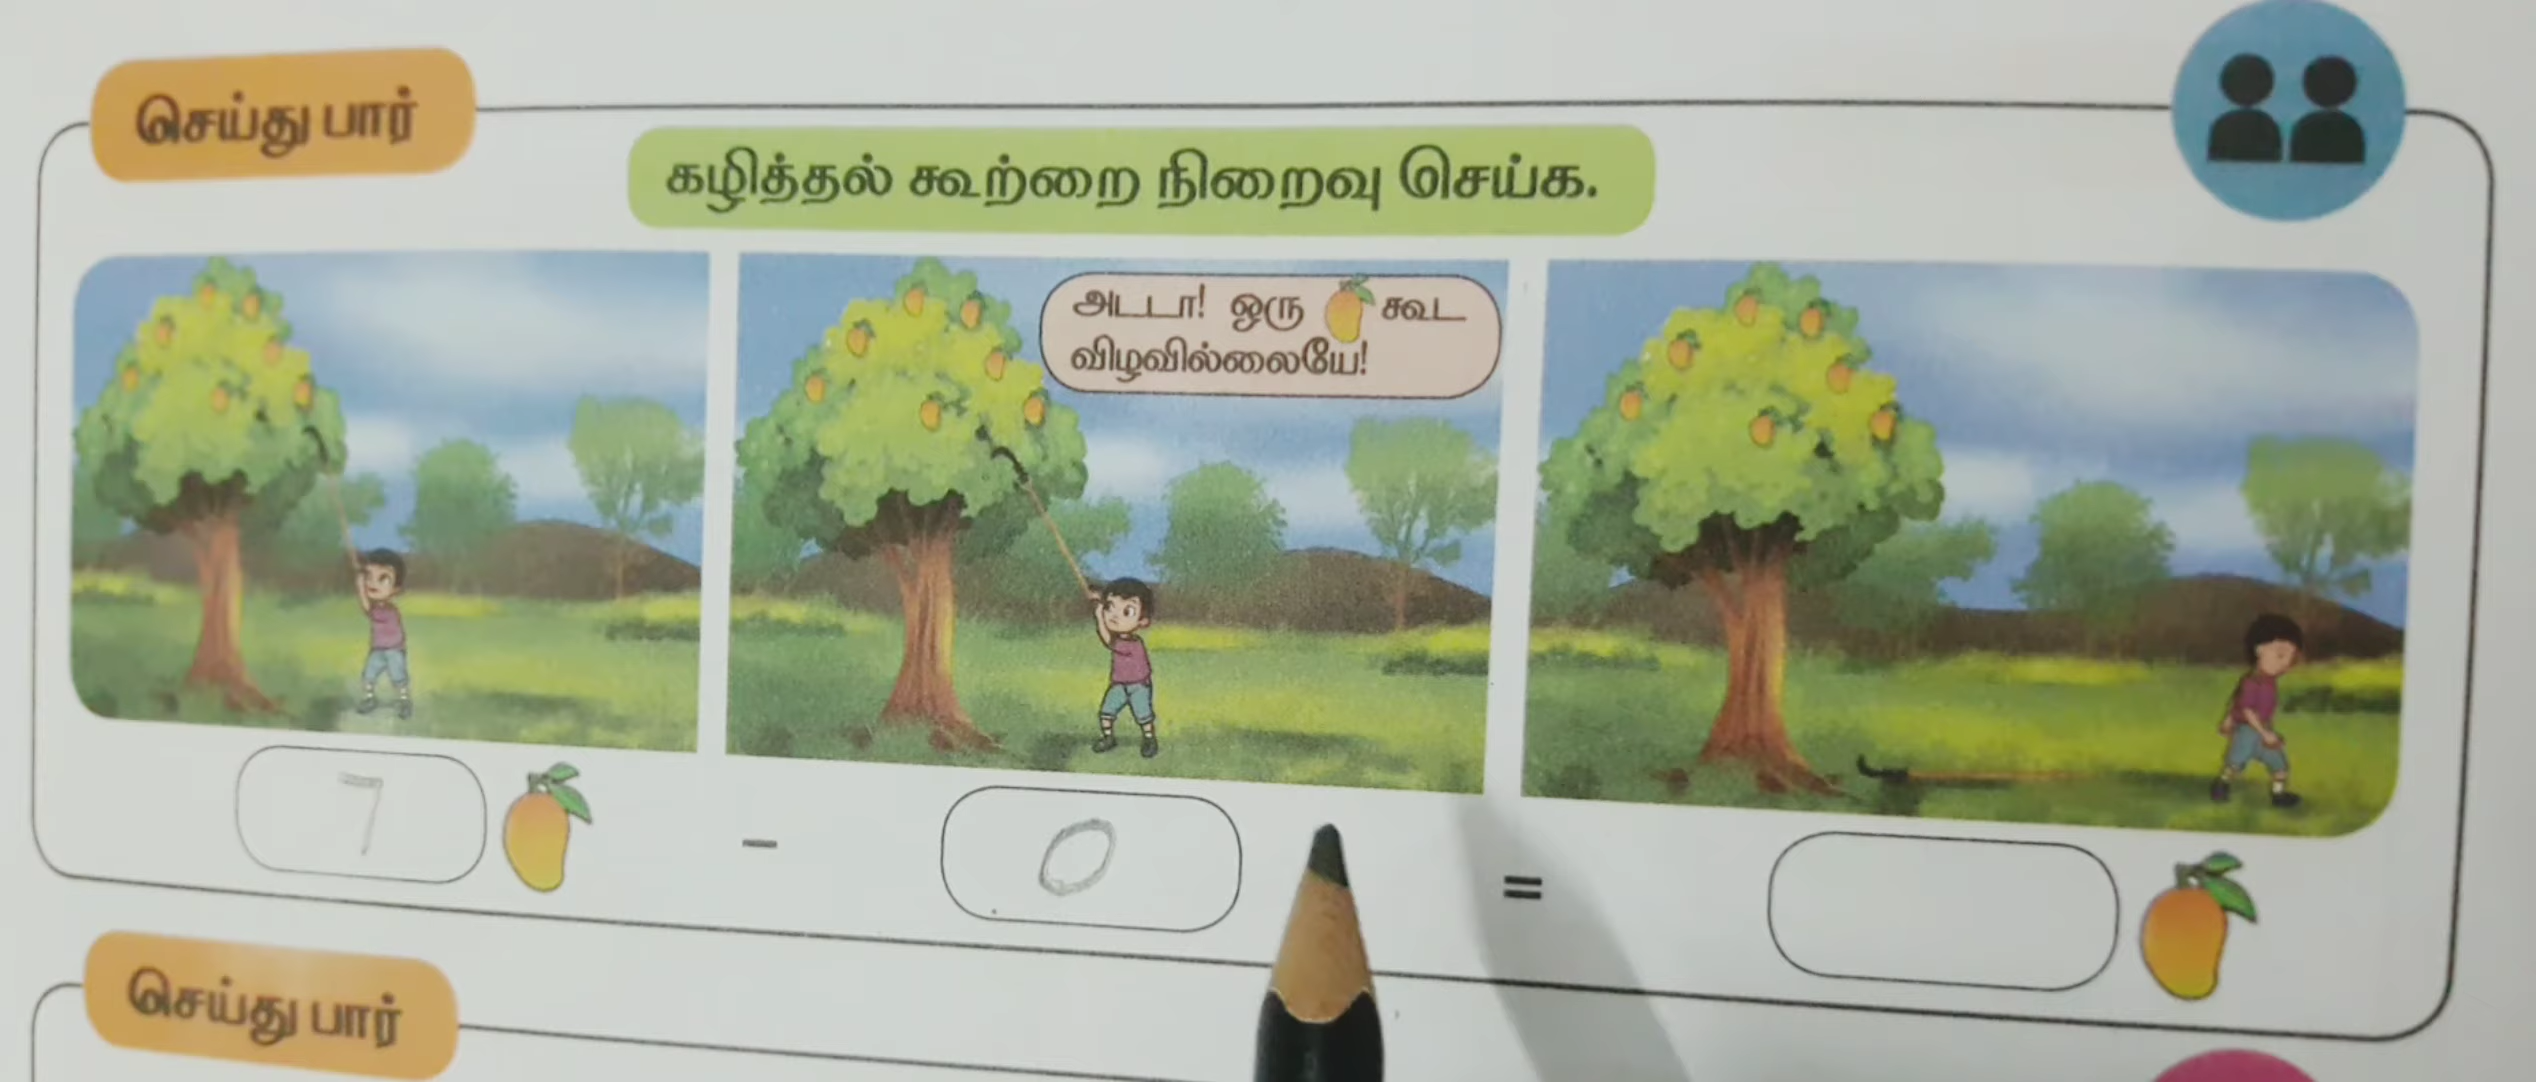 செய்து பார்
கழித்தல் கூற்றை நிறைவு செய்க.
அடடா! ஒரு கூட
விழவில்லையே!
7 - 0 =
செய்து பார்